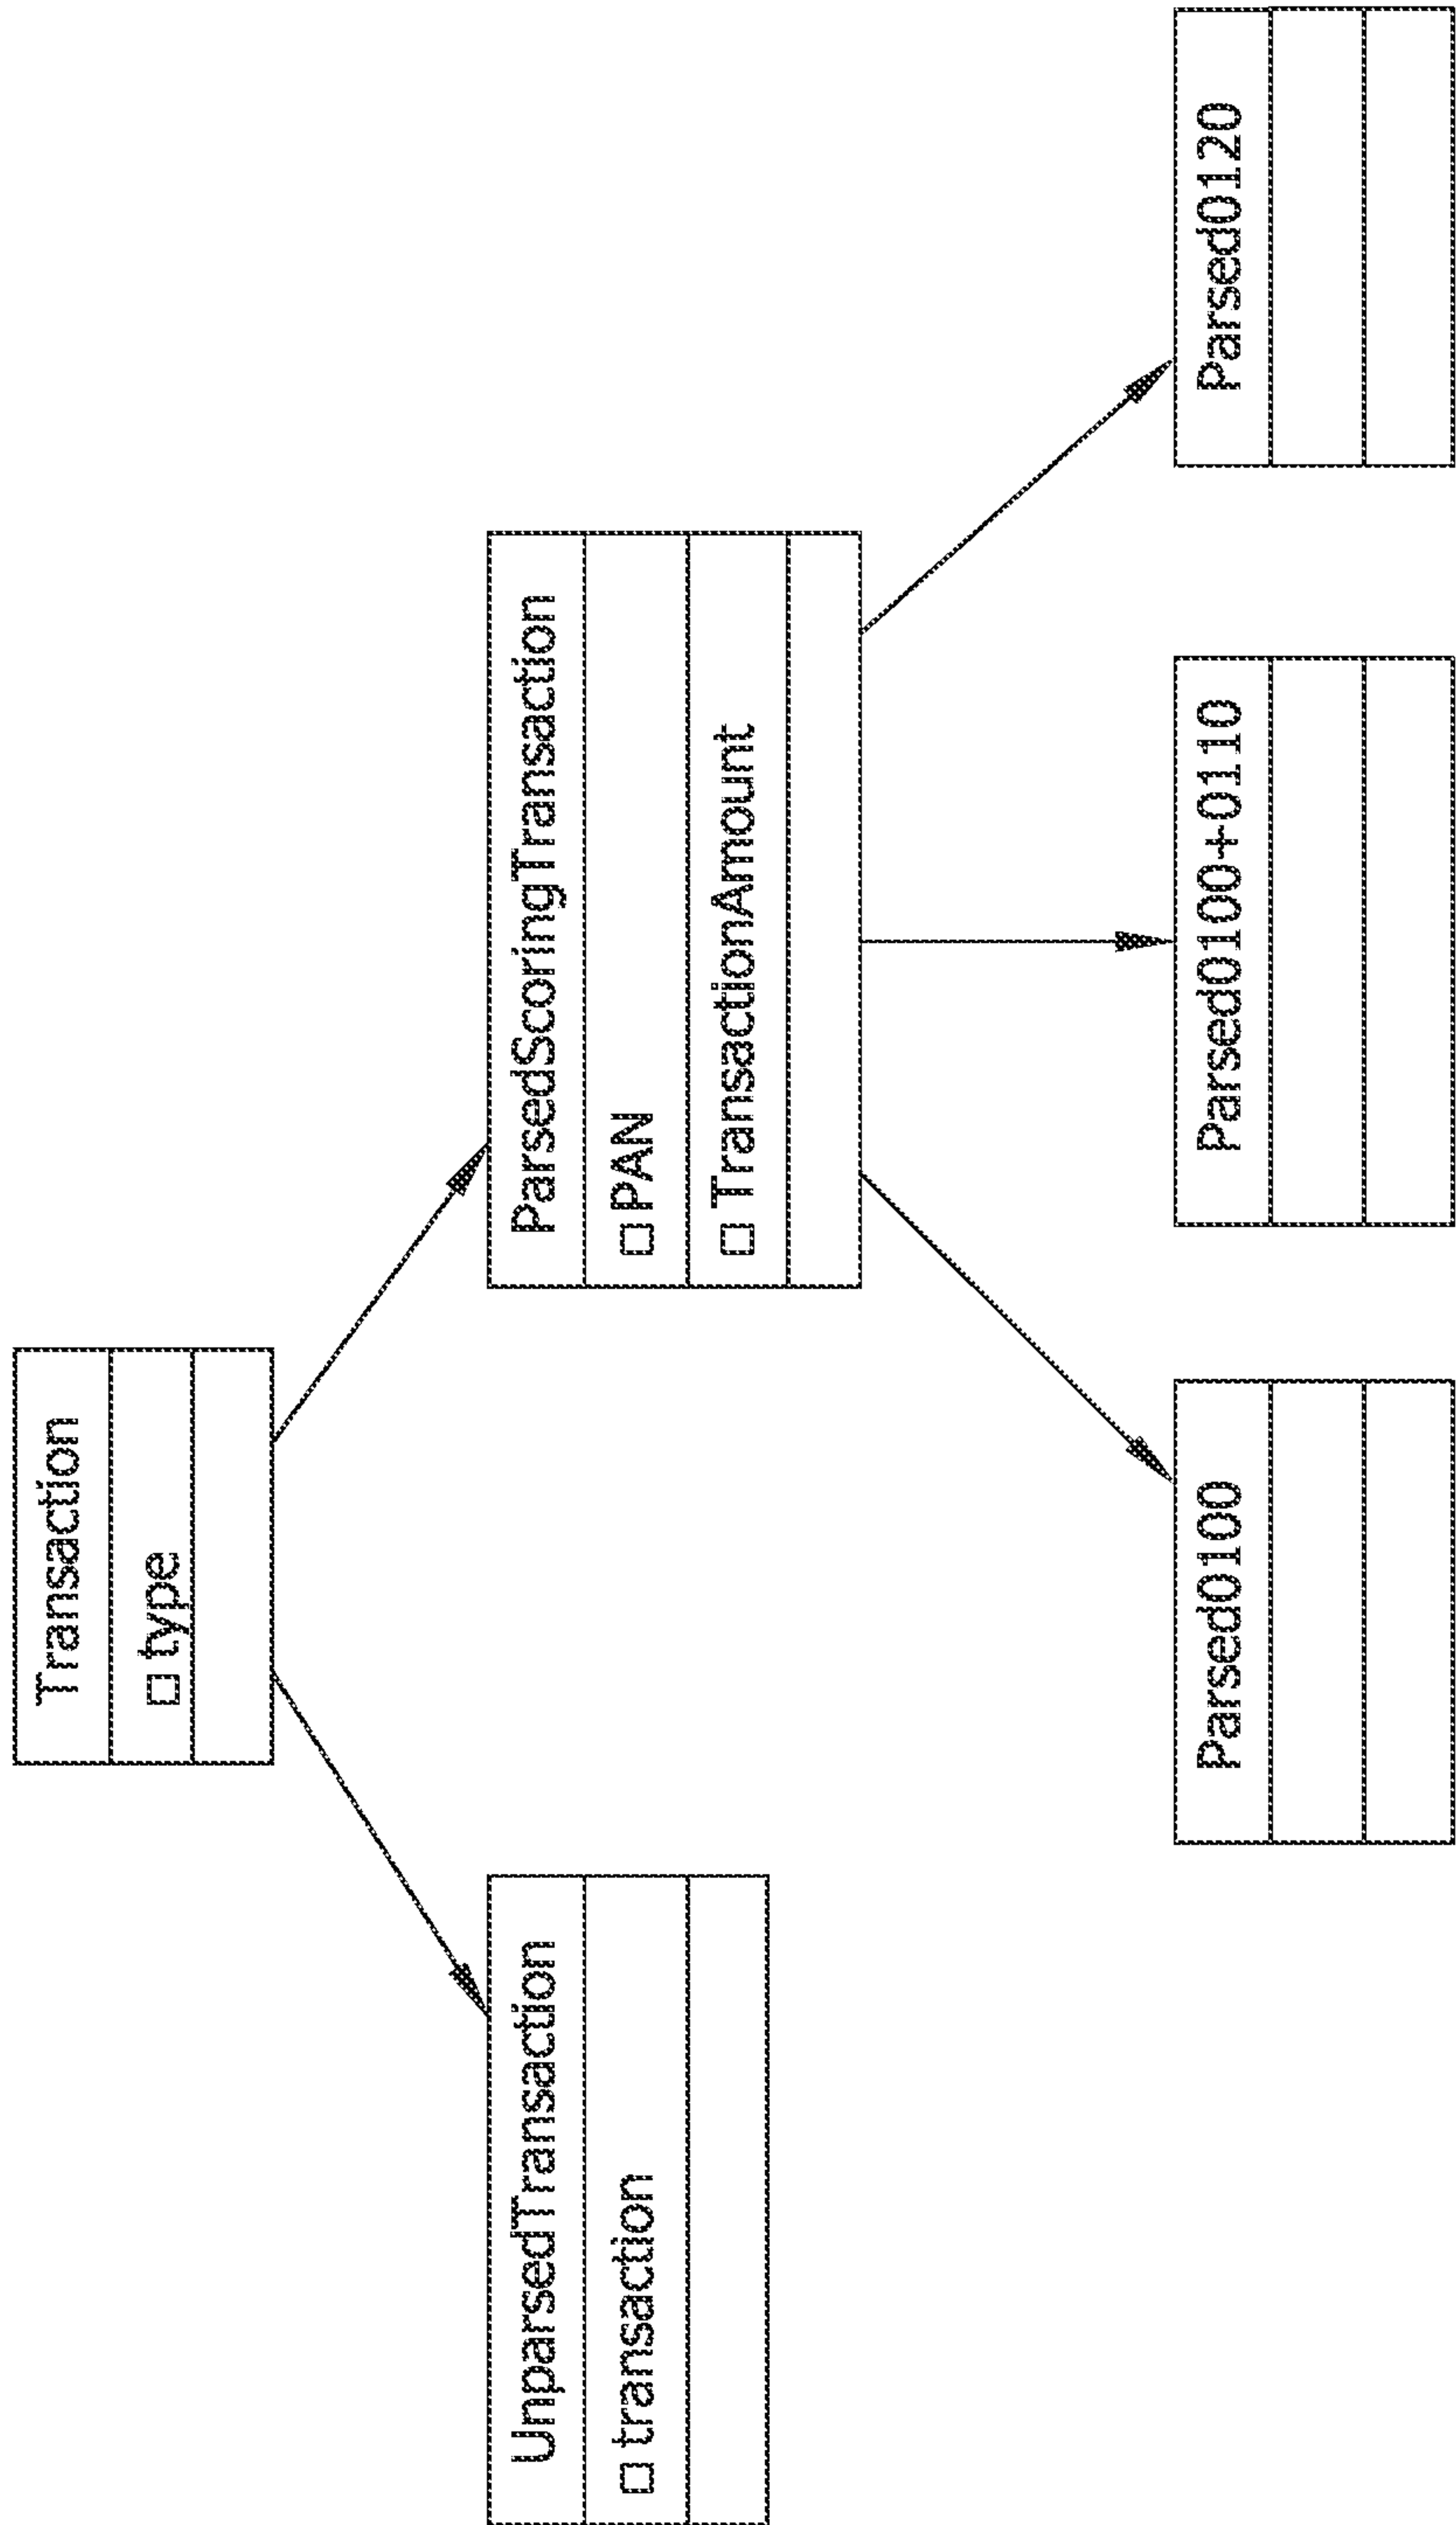 Transaction
type
UnparsedTransaction
transaction
ParsedScoringTransaction
PAN
TransactionAmount
Parsed0100
Parsed0100+0110
Parsed0120